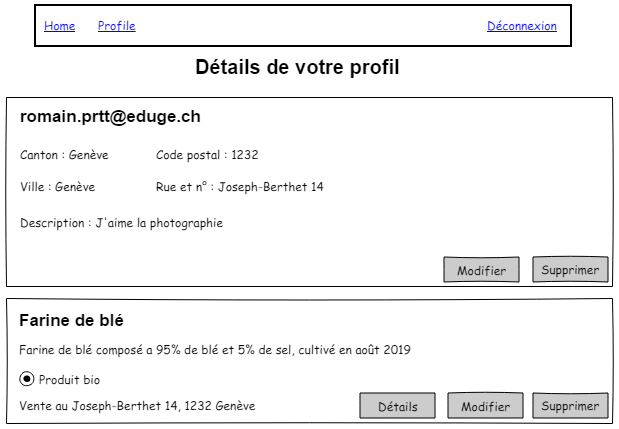 Home Profile Déconnexion
Détails de votre profil
romain.prtt@eduge.ch
Canton : Genève Code postal : 1232
Ville : Genève Rue et n° : Joseph-Berthet 14
Description : J'aime la photographie
Modifier Supprimer
Farine de blé
Farine de blé composé a 95% de blé et 5% de sel, cultivé en août 2019
Produit bio
Vente au Joseph-Berthet 14, 1232 Genève Détails Modifier Supprimer